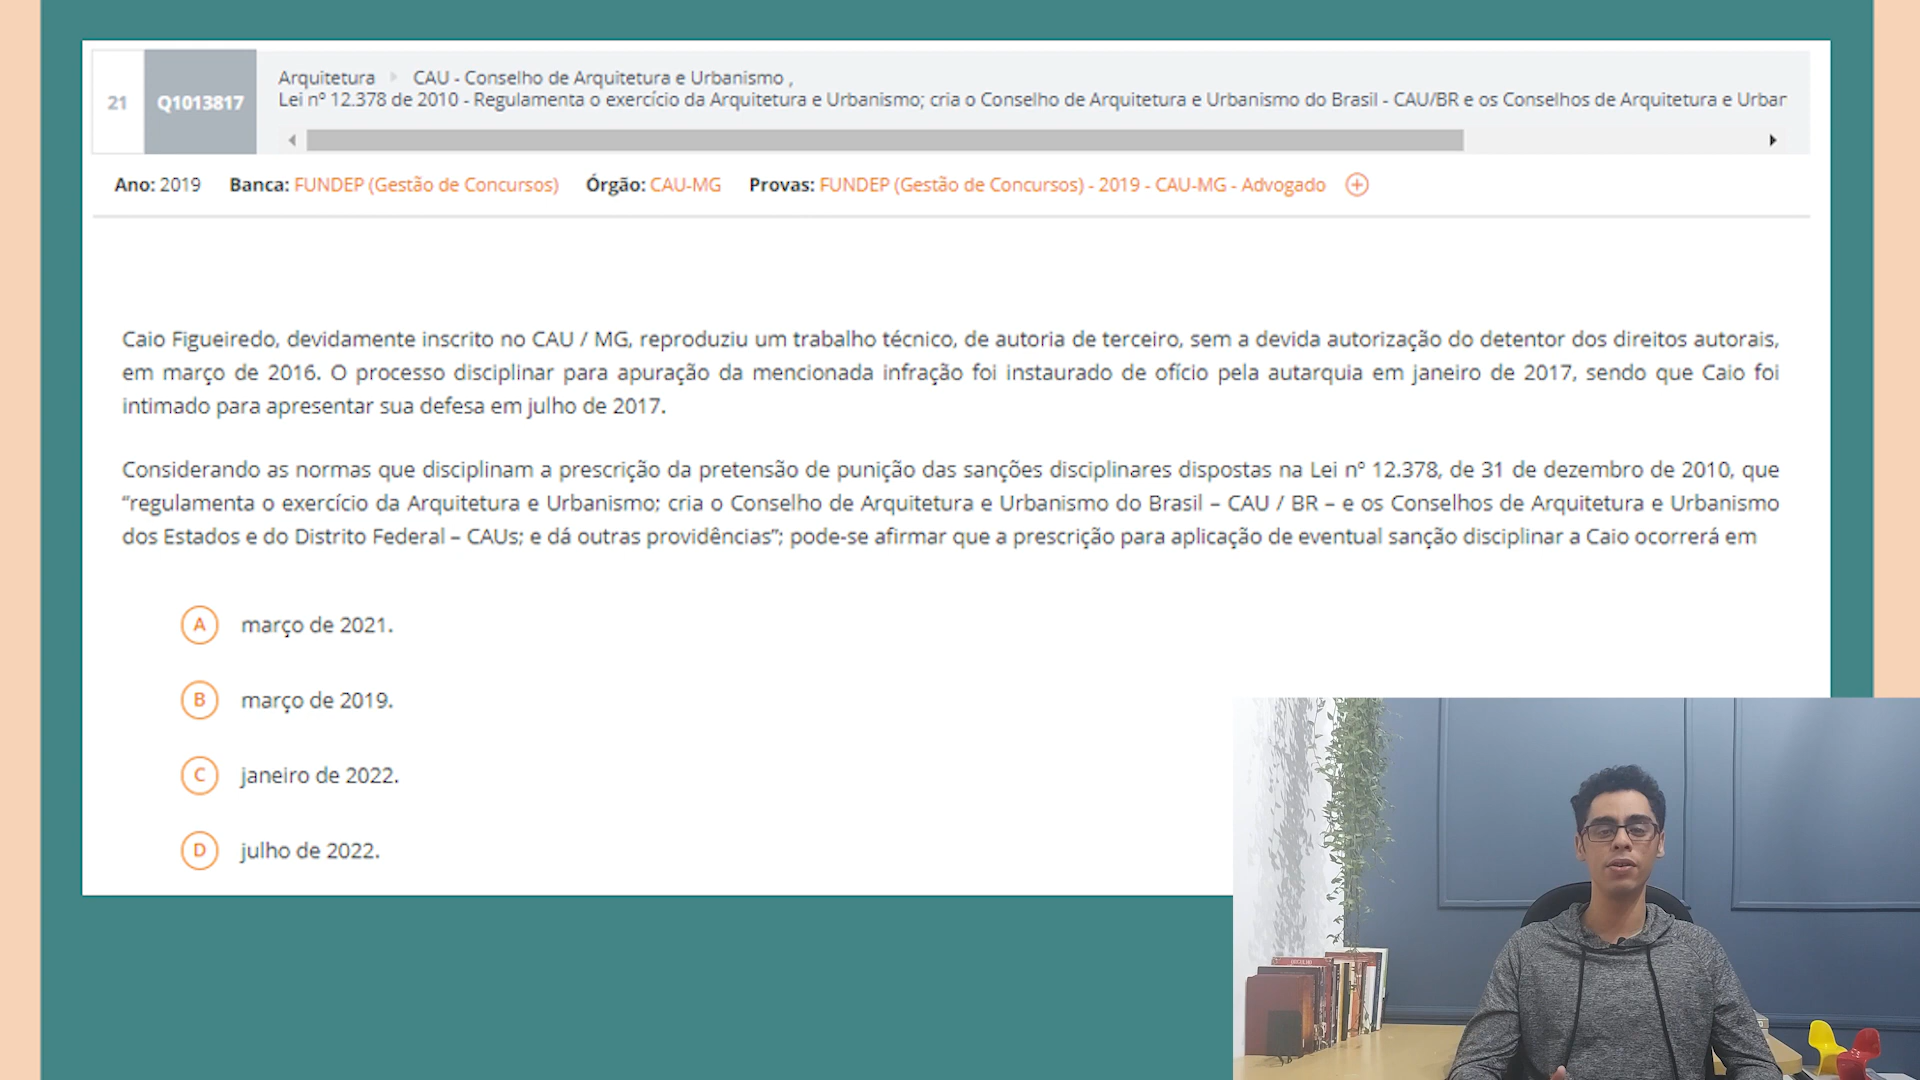 21
Q1013817
Arquitetura CAU - Conselho de Arquitetura e Urbanismo ,
Lei nº 12.378 de 2010 - Regulamenta o exercício da Arquitetura e Urbanismo; cria o Conselho de Arquitetura e Urbanismo do Brasil - CAU/BR e os Conselhos de Arquitetura e Urbar
Ano: 2019 Banca: FUNDEP (Gestão de Concursos) Órgão: CAU-MG Provas: FUNDEP (Gestão de Concursos) - 2019 - CAU-MG - Advogado
Caio Figueiredo, devidamente inscrito no CAU / MG, reproduziu um trabalho técnico, de autoria de terceiro, sem a devida autorização do detentor dos direitos autorais,
em março de 2016. O processo disciplinar para apuração da mencionada infração foi instaurado de ofício pela autarquia em janeiro de 2017, sendo que Caio foi
intimado para apresentar sua defesa em julho de 2017.
Considerando as normas que disciplinam a prescrição da pretensão de punição das sanções disciplinares dispostas na Lei nº 12.378, de 31 de dezembro de 2010, que
“regulamenta o exercício da Arquitetura e Urbanismo; cria o Conselho de Arquitetura e Urbanismo do Brasil – CAU / BR – e os Conselhos de Arquitetura e Urbanismo
dos Estados e do Distrito Federal – CAUs; e dá outras providências”; pode-se afirmar que a prescrição para aplicação de eventual sanção disciplinar a Caio ocorrerá em
A março de 2021.
B março de 2019.
C janeiro de 2022.
D julho de 2022.